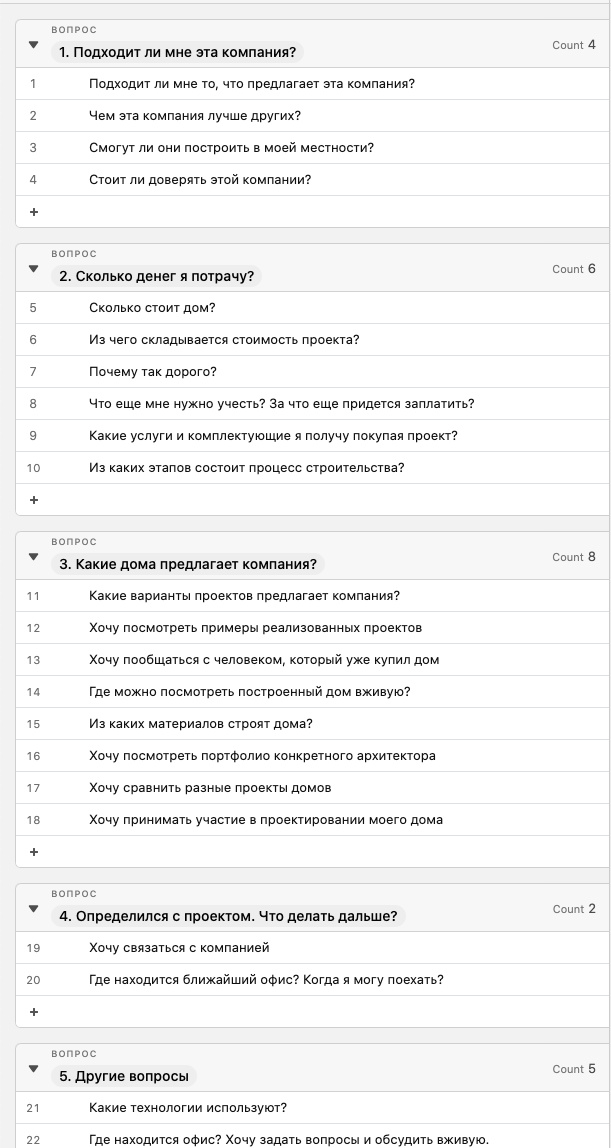 ВОПРОС
1. Подходит ли мне эта компания?
Count 4
1 Подходит ли мне то, что предлагает эта компания?
2 Чем эта компания лучше других?
3 Смогут ли они построить в моей местности?
4 Стоит ли доверять этой компании?
+
ВОПРОС
2. Сколько денег я потрачу?
Count 6
5 Сколько стоит дом?
6 Из чего складывается стоимость проекта?
7 Почему так дорого?
8 Что еще мне нужно учесть? За что еще придется заплатить?
9 Какие услуги и комплектующие я получу покупая проект?
10 Из каких этапов состоит процесс строительства?
+
ВОПРОС
3. Какие дома предлагает компания?
Count 8
11 Какие варианты проектов предлагает компания?
12 Хочу посмотреть примеры реализованных проектов
13 Хочу пообщаться с человеком, который уже купил дом
14 Где можно посмотреть построенный дом вживую?
15 Из каких материалов строят дома?
16 Хочу посмотреть портфолио конкретного архитектора
17 Хочу сравнить разные проекты домов
18 Хочу принимать участие в проектировании моего дома
+
ВОПРОС
4. Определился с проектом. Что делать дальше?
Count 2
19 Хочу связаться с компанией
20 Где находится ближайший офис? Когда я могу поехать?
+
ВОПРОС
5. Другие вопросы
Count 5
21 Какие технологии используют?
22 Где находится офис? Хочу задать вопросы и обсудить вживую.